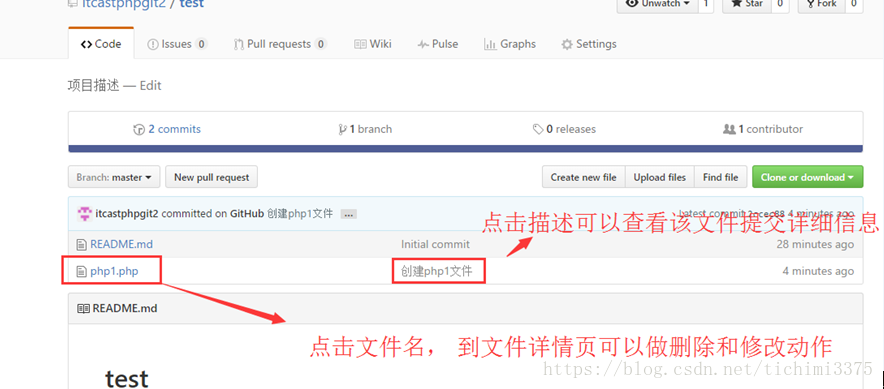 itcastphpgit2 / test
Unwatch 1 Star 0 Fork 0
Code Issues 0 Pull requests 0 Wiki Pulse Graphs Settings
项目描述 — Edit
2 commits 1 branch 0 releases 1 contributor
Branch: master New pull request Create new file Upload files Find file Clone or download
itcastphpgit2 committed on GitHub 创建php1文件 ... latest commit 4 minutes ago
点击描述可以查看该文件提交详细信息
README.md Initial commit 28 minutes ago
php1.php 创建php1文件 4 minutes ago
README.md
点击文件名， 到文件详情页可以做删除和修改动作
https://blog.csdn.net/tichimi3375
test